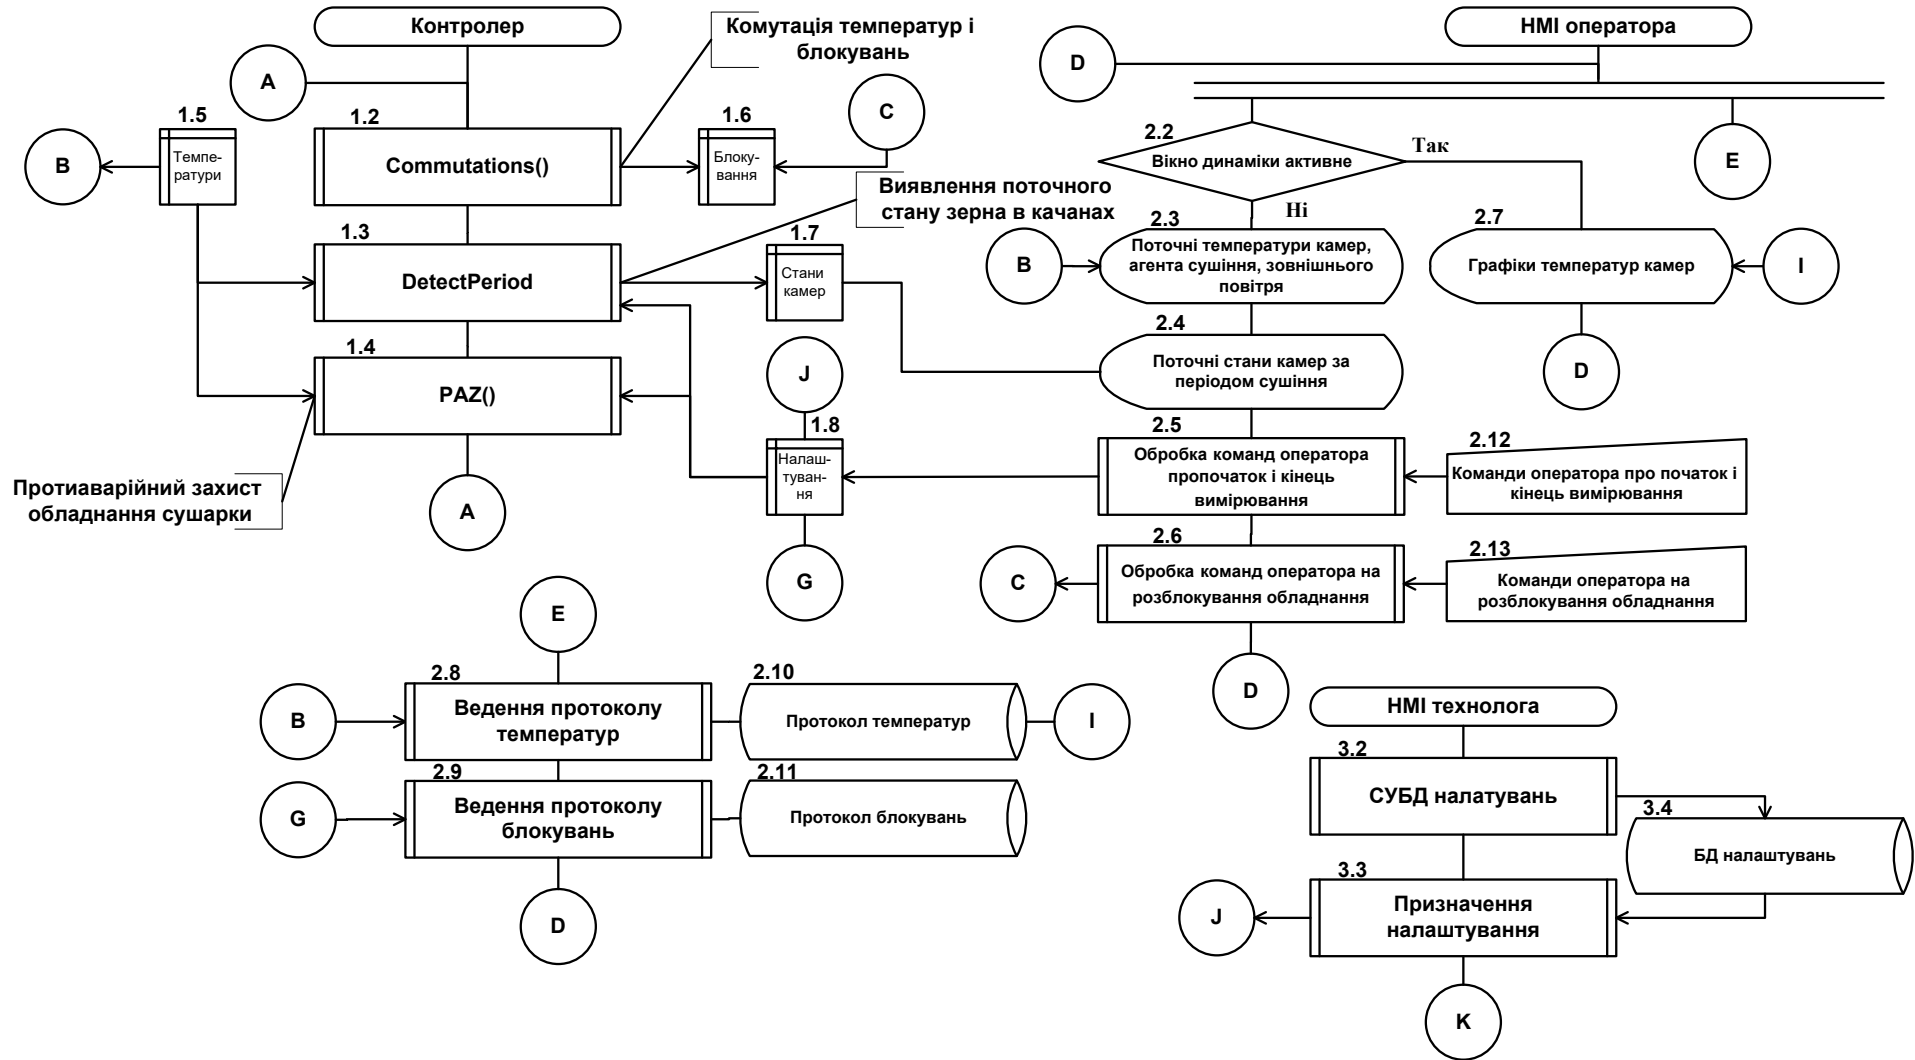 Контролер
A
Комутація температур і
блокувань
1.5
Темпе-
ратури
B
1.2
Commutations()
1.6
Блоку-
вання
C
Виявлення поточного
стану зерна в качанах
1.3
DetectPeriod
1.7
Стани
камер
1.4
PAZ()
J
1.8
Налаш-
туван-
ня
Протиаварійний захист
обладнання сушарки
A
G
HMI оператора
D
2.2
Вікно динаміки активне
Так
E
Ні
2.3
B
Поточні температури камер,
агента сушіння, зовнішнього
повітря
2.7
Графіки температур камер
I
2.4
Поточні стани камер за
періодом сушіння
D
2.5
Обробка команд оператора
пропочаток і кінець
вимірювання
2.12
Команди оператора про початок і
кінець вимірювання
2.6
C
Обробка команд оператора на
розблокування обладнання
2.13
Команди оператора на
розблокування обладнання
D
E
2.8
B
Ведення протоколу
температур
2.10
Протокол температур
I
2.9
G
Ведення протоколу
блокувань
2.11
Протокол блокувань
D
HMI технолога
3.2
СУБД налатувань
3.4
БД налаштувань
3.3
J
Призначення
налаштування
K